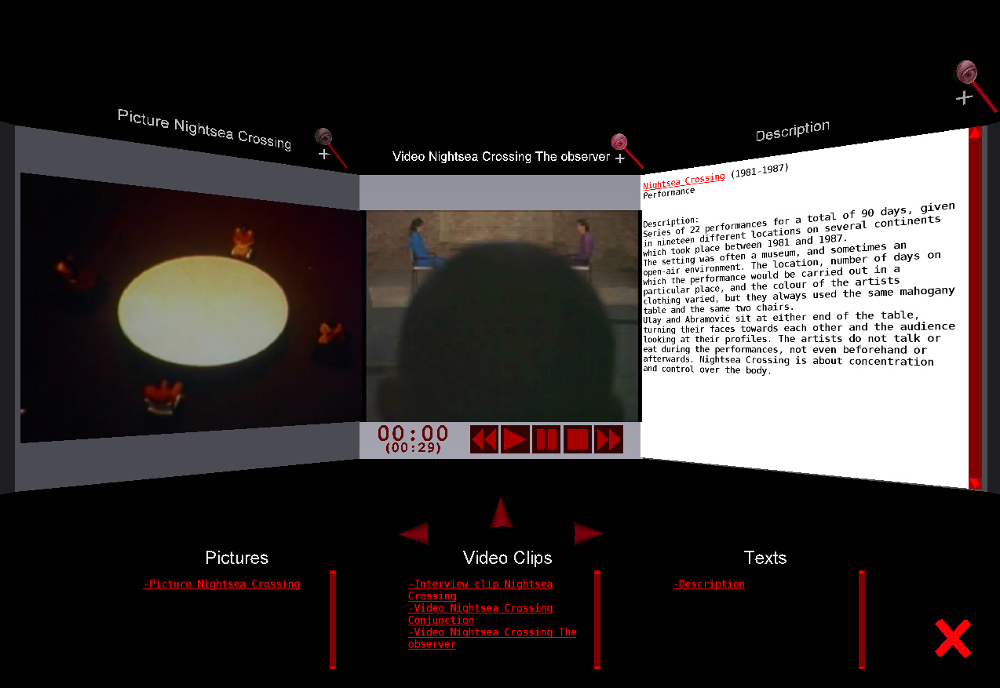 Picture Nightsea Crossing
+
Video Nightsea Crossing The observer
+
Description
+
Nightsea Crossing (1981-1987)
Performance
Description:
Series of 22 performances for a total of 90 days, given
in nineteen different locations on several continents
which took place between 1981 and 1987.
The setting was often a museum, and sometimes an
open-air environment. The location, number of days on
which the performance would be carried out in a
particular place, and the colour of the artists
clothing varied, but they always used the same mahogany
table and the same two chairs.
Ulay and Abramović sit at either end of the table,
turning their faces towards each other and the audience
looking at their profiles. The artists do not talk or
eat during the performances, not even beforehand or
afterwards. Nightsea Crossing is about concentration
and control over the body.
00:00
(00:29)
Pictures
-Picture Nightsea Crossing
Video Clips
-Interview clip Nightsea
Crossing
-Video Nightsea Crossing
Conjunction
-Video Nightsea Crossing The
observer
Texts
-Description